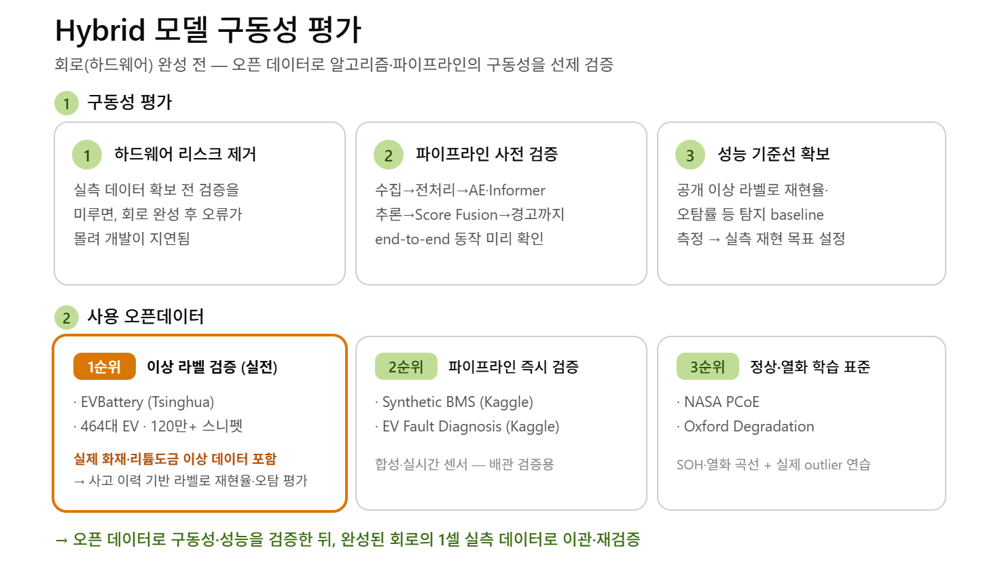 Hybrid 모델 구동성 평가
회로(하드웨어) 완성 전 — 오픈 데이터로 알고리즘·파이프라인의 구동성을 선제 검증
1 구동성 평가
1 하드웨어 리스크 제거
실측 데이터 확보 전 검증을
미루면, 회로 완성 후 오류가
몰려 개발이 지연됨
2 파이프라인 사전 검증
수집→전처리→AE·Informer
추론→Score Fusion→경고까지
end-to-end 동작 미리 확인
3 성능 기준선 확보
공개 이상 라벨로 재현율·
오탐률 등 탐지 baseline
측정 → 실측 재현 목표 설정
2 사용 오픈데이터
1순위 이상 라벨 검증 (실전)
· EVBattery (Tsinghua)
· 464대 EV · 120만+ 스니펫
실제 화재·리튬도금 이상 데이터 포함
→ 사고 이력 기반 라벨로 재현율·오탐 평가
2순위 파이프라인 즉시 검증
· Synthetic BMS (Kaggle)
· EV Fault Diagnosis (Kaggle)
합성·실시간 센서 — 배관 검증용
3순위 정상·열화 학습 표준
· NASA PCoE
· Oxford Degradation
SOH·열화 곡선 + 실제 outlier 연습
→ 오픈 데이터로 구동성·성능을 검증한 뒤, 완성된 회로의 1셀 실측 데이터로 이관·재검증